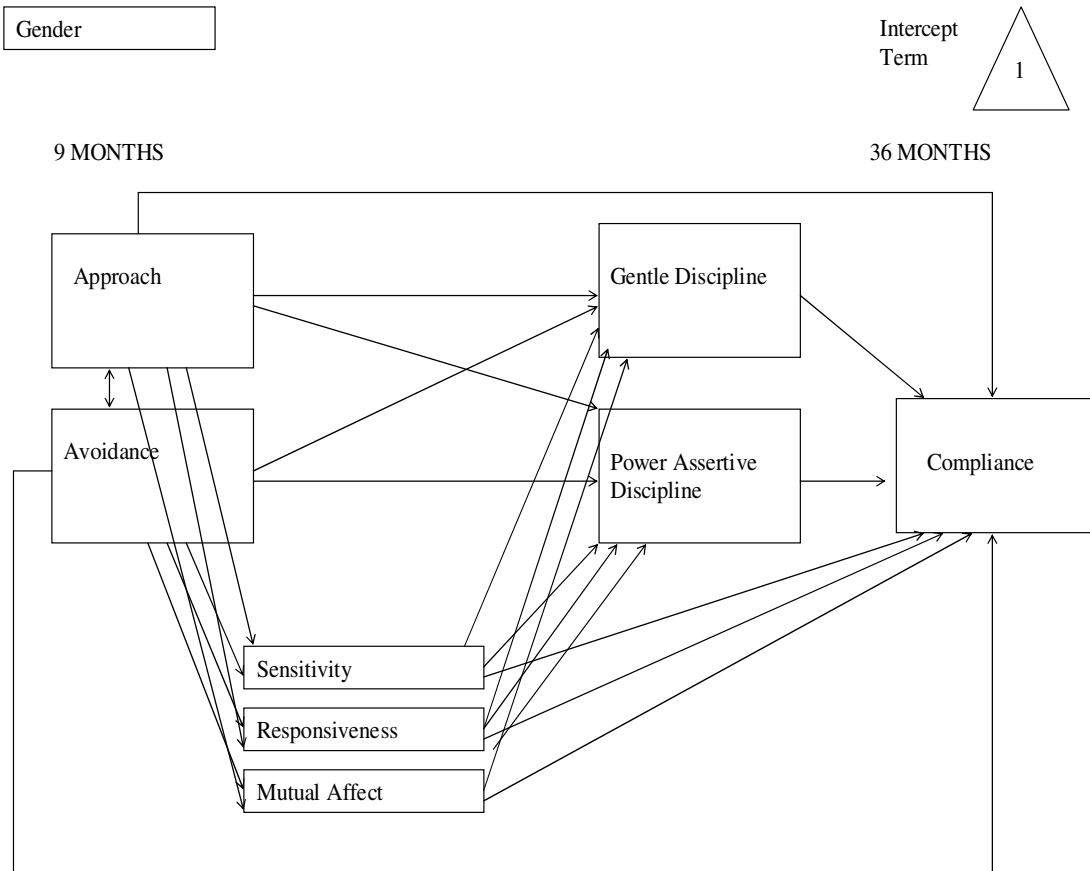 Gender
Intercept
Term
1
9 MONTHS
36 MONTHS
Approach
Gentle Discipline
Avoidance
Power Assertive
Discipline
Compliance
Sensitivity
Responsiveness
Mutual Affect